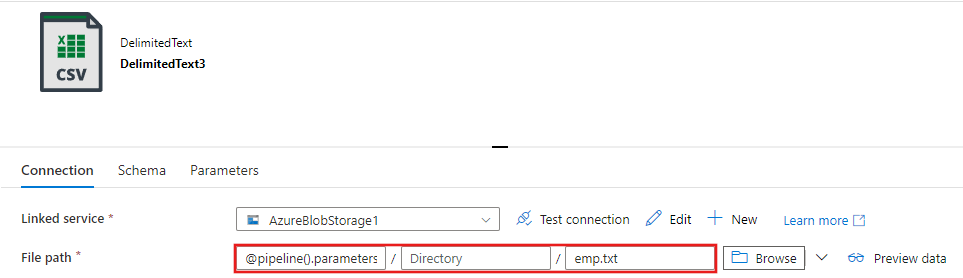 DelimitedText
CSV
DelimitedText3
Connection Schema Parameters
Linked service * AzureBlobStorage1 Test connection Edit New Learn more
File path * @pipeline().parameters / Directory / emp.txt Browse Preview data